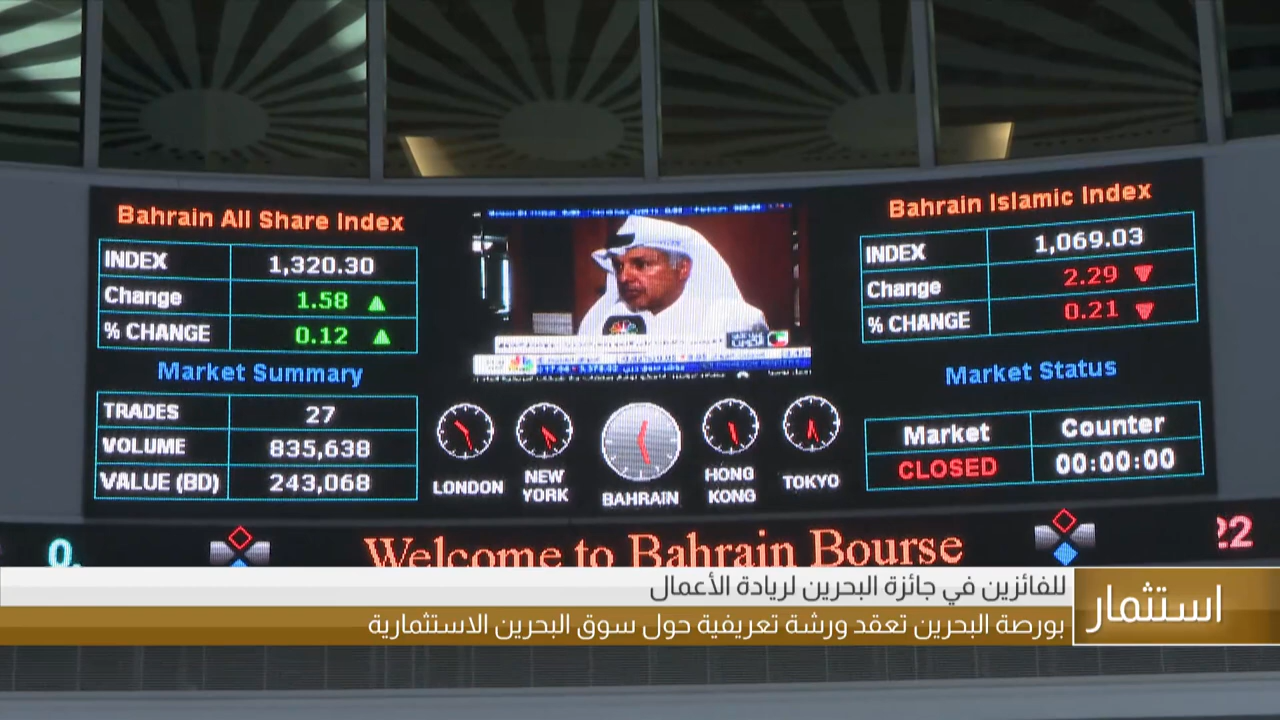 Bahrain All Share Index
INDEX 1,320.30
Change 1.58 ▲
% CHANGE 0.12 ▲
Market Summary
TRADES 27
VOLUME 835,638
VALUE (BD) 243,068
LONDON
NEW YORK
BAHRAIN
HONG KONG
TOKYO
Bahrain Islamic Index
INDEX 1,069.03
Change 2.29 ▼
% CHANGE 0.21 ▼
Market Status
Market Counter
CLOSED 00:00:00
Welcome to Bahrain Bourse
22
استثمار
للفائزين في جائزة البحرين لريادة الأعمال
بورصة البحرين تعقد ورشة تعريفية حول سوق البحرين الاستثمارية